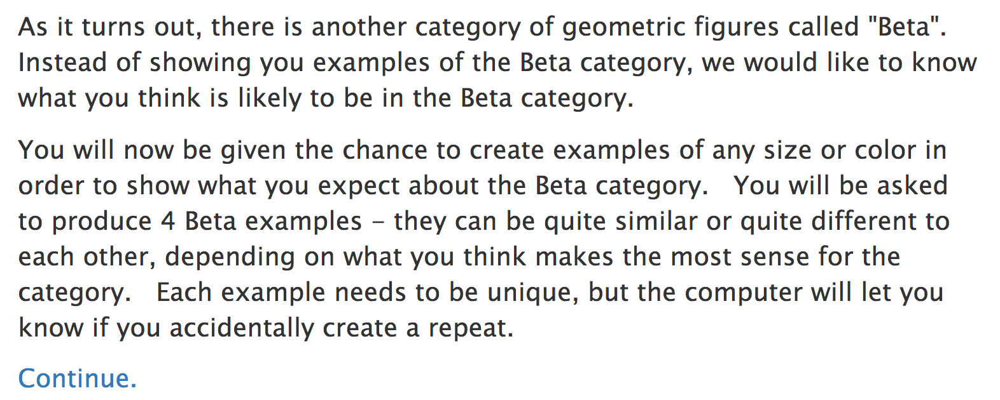 As it turns out, there is another category of geometric figures called "Beta".
Instead of showing you examples of the Beta category, we would like to know
what you think is likely to be in the Beta category.
You will now be given the chance to create examples of any size or color in
order to show what you expect about the Beta category.   You will be asked
to produce 4 Beta examples – they can be quite similar or quite different to
each other, depending on what you think makes the most sense for the
category.   Each example needs to be unique, but the computer will let you
know if you accidentally create a repeat.
Continue.